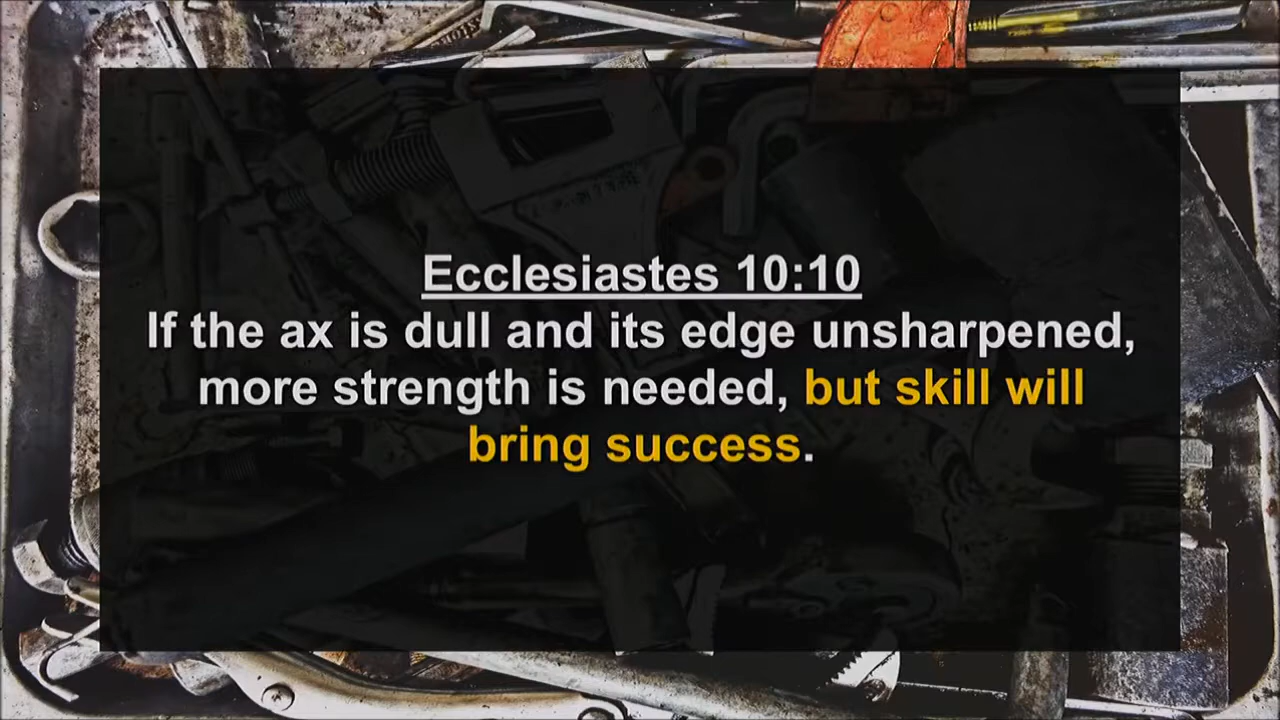 Ecclesiastes 10:10
If the ax is dull and its edge unsharpened,
more strength is needed, but skill will
bring success.